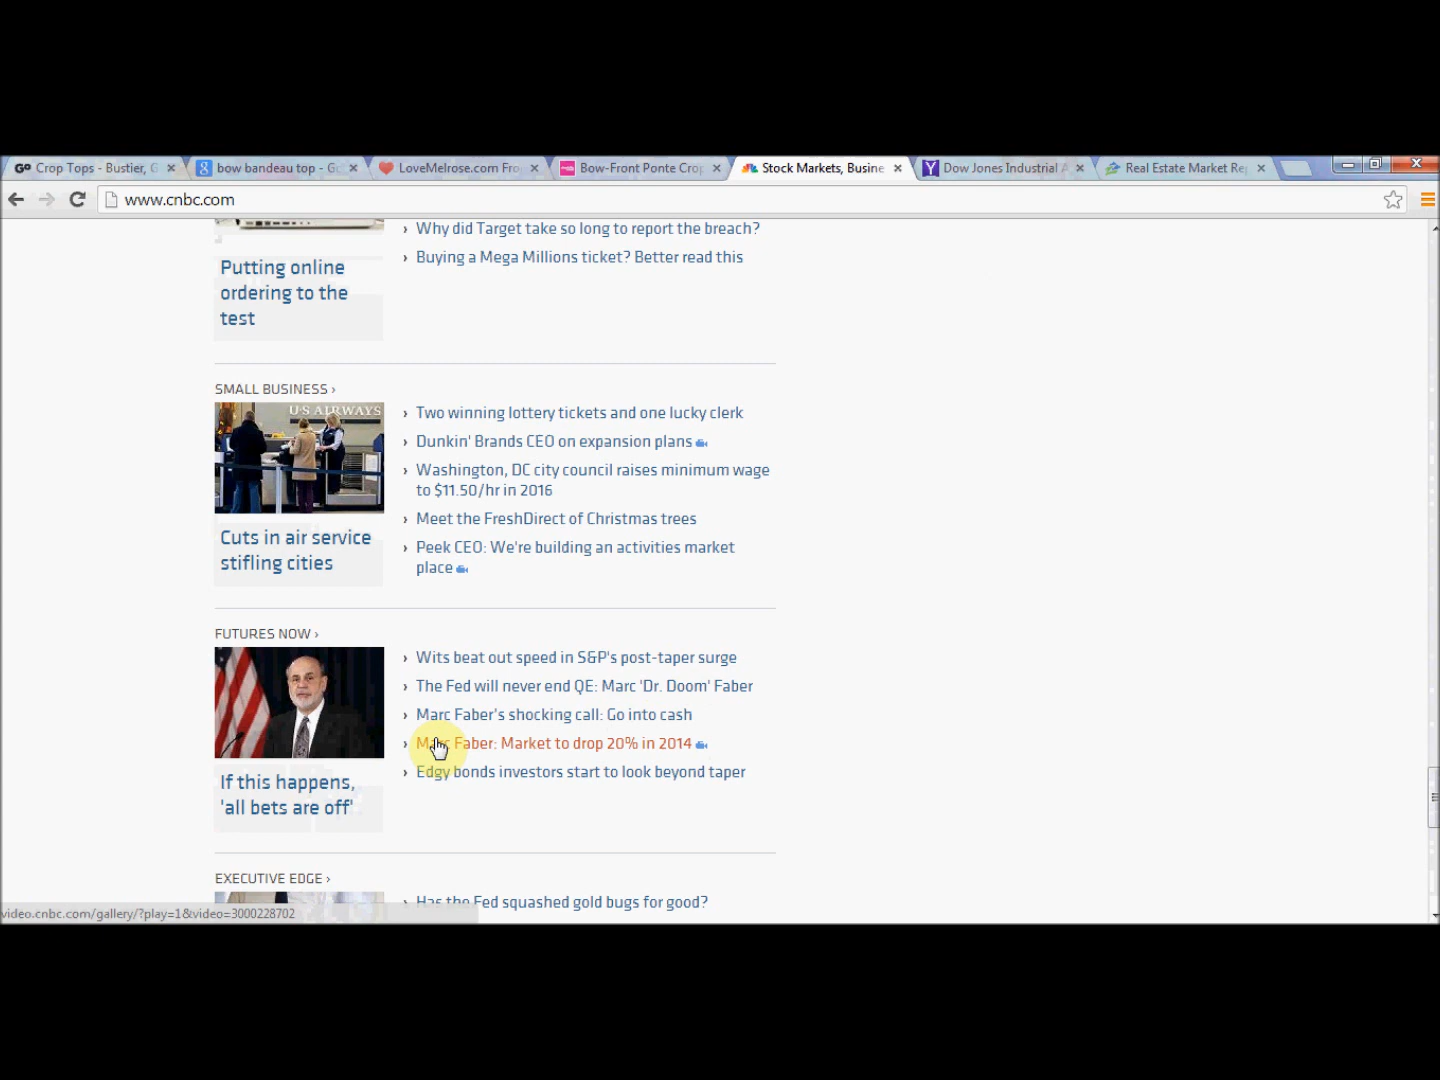 Crop Tops - Bustier, G
bow bandeau top - Go
LoveMelrose.com Fro
Bow-Front Ponte Crop
Stock Markets, Busine
Dow Jones Industrial A
Real Estate Market Re
www.cnbc.com
Putting online
ordering to the
test
› Why did Target take so long to report the breach?
› Buying a Mega Millions ticket? Better read this
SMALL BUSINESS ›
U·S AIRWAYS
Cuts in air service
stifling cities
› Two winning lottery tickets and one lucky clerk
› Dunkin' Brands CEO on expansion plans
› Washington, DC city council raises minimum wage
to $11.50/hr in 2016
› Meet the FreshDirect of Christmas trees
› Peek CEO: We're building an activities market
place
FUTURES NOW ›
If this happens,
'all bets are off'
› Wits beat out speed in S&P's post-taper surge
› The Fed will never end QE: Marc 'Dr. Doom' Faber
› Marc Faber's shocking call: Go into cash
› Marc Faber: Market to drop 20% in 2014
› Edgy bonds investors start to look beyond taper
EXECUTIVE EDGE ›
› Has the Fed squashed gold bugs for good?
video.cnbc.com/gallery/?play=1&video=3000228702